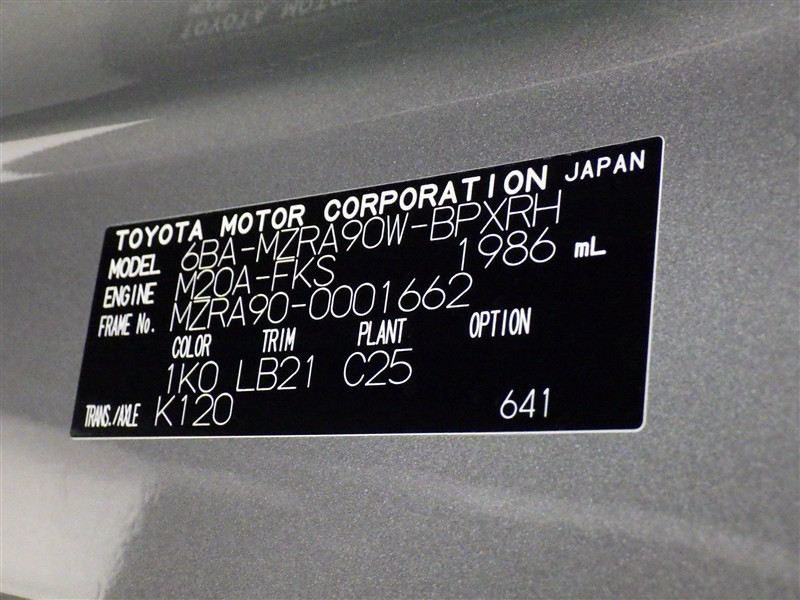 TOYOTA MOTOR CORPORATION JAPAN
MODEL 6BA-MZRA90W-BPXRH
ENGINE M20A-FKS 1986 mL
FRAME No. MZRA90-0001662
COLOR TRIM PLANT OPTION
1K0 LB21 C25
TRANS./AXLE K120 641